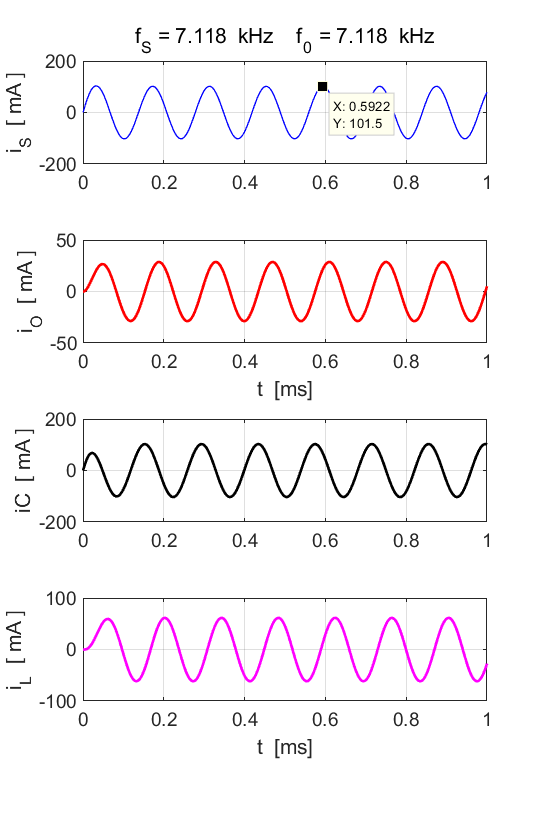 f_S = 7.118 kHz f_0 = 7.118 kHz
200
0
-200
i_S [ mA ]
X: 0.5922
Y: 101.5
0 0.2 0.4 0.6 0.8 1
50
0
-50
i_O [ mA ]
0 0.2 0.4 0.6 0.8 1
t [ms]
200
0
-200
iC [ mA ]
0 0.2 0.4 0.6 0.8 1
100
0
-100
i_L [ mA ]
0 0.2 0.4 0.6 0.8 1
t [ms]